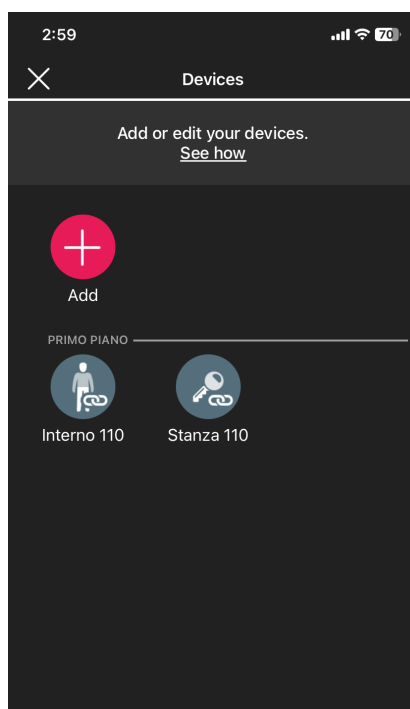 2:59
70
Devices
Add or edit your devices.
See how
Add
PRIMO PIANO
Interno 110
Stanza 110